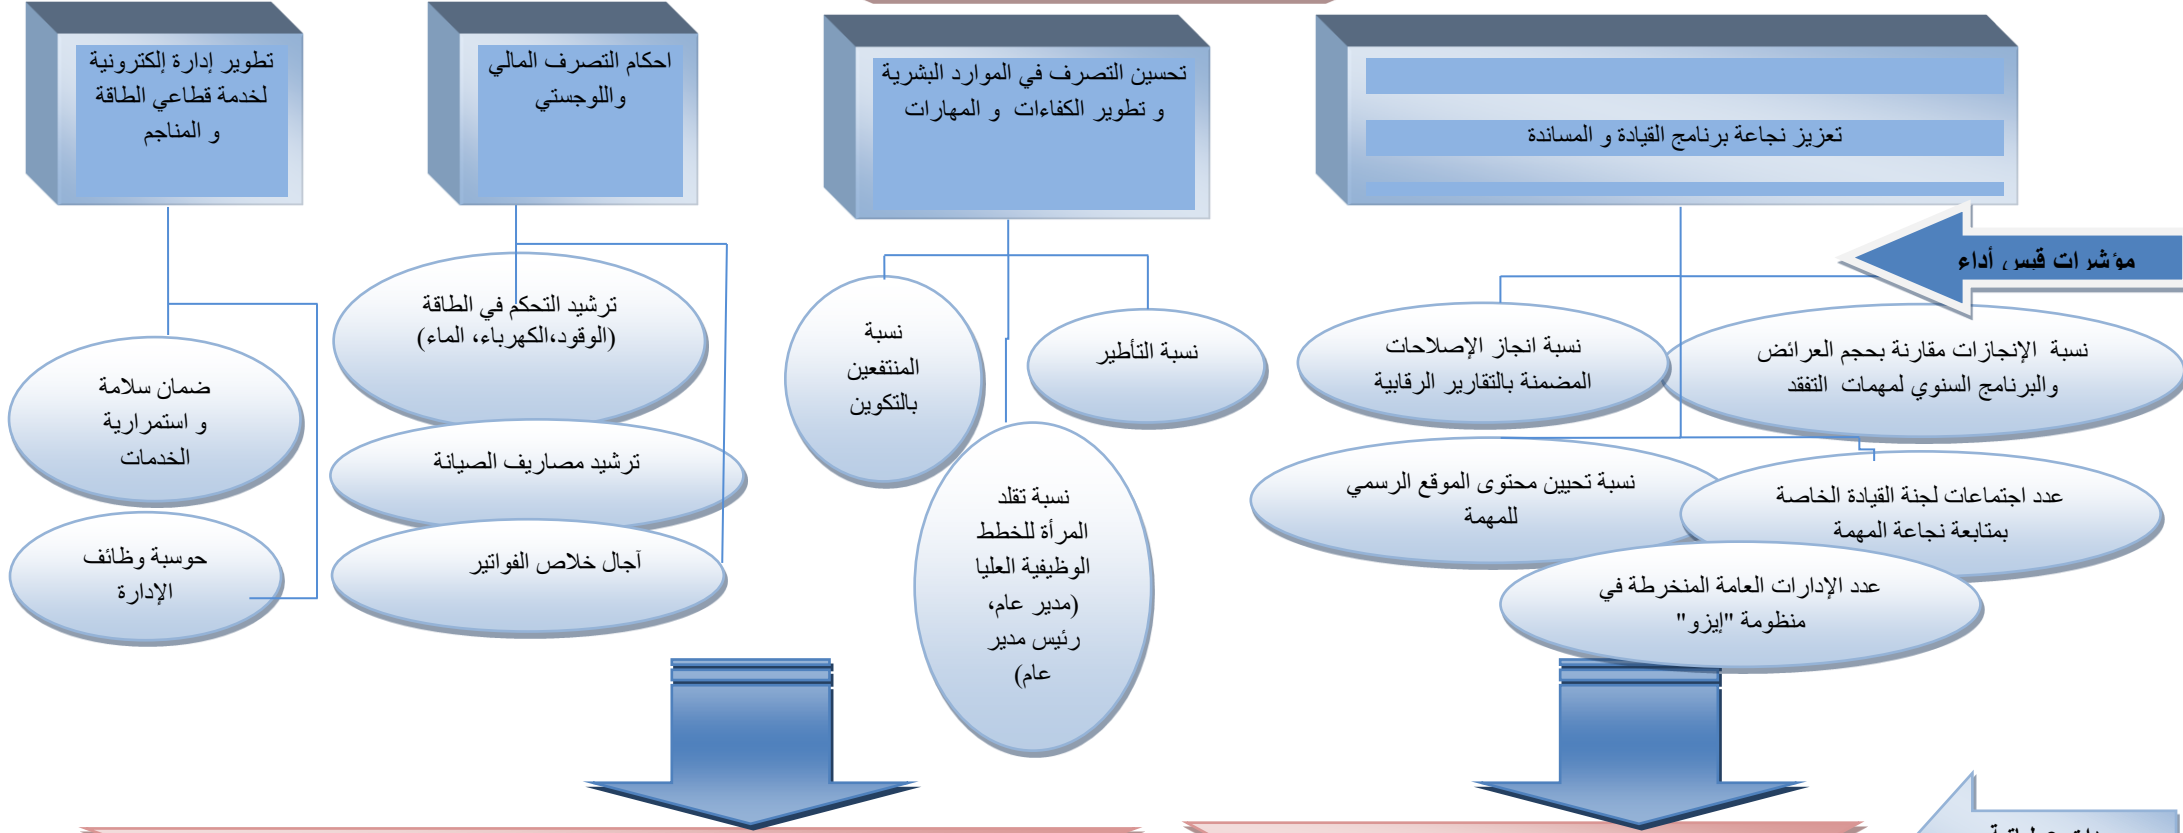 تعزيز نجاعة برنامج القيادة و المساندة
تحسين التصرف في الموارد البشرية
و تطوير الكفاءات و المهارات
احكام التصرف المالي
واللوجستي
تطوير إدارة إلكترونية
لخدمة قطاعي الطاقة
و المناجم
مؤشرات قيس أداء
نسبة الإنجازات مقارنة بحجم العرائض
والبرنامج السنوي لمهمات التفقد
نسبة انجاز الإصلاحات
المضمنة بالتقارير الرقابية
عدد اجتماعات لجنة القيادة الخاصة
بمتابعة نجاعة المهمة
نسبة تحيين محتوى الموقع الرسمي
للمهمة
عدد الإدارات العامة المنخرطة في
منظومة "إيزو"
نسبة التأطير
نسبة
المنتفعين
بالتكوين
نسبة تقلد
المرأة للخطط
الوظيفية العليا
(مدير عام،
رئيس مدير
عام)
ترشيد التحكم في الطاقة
(الوقود،الكهرباء، الماء)
ترشيد مصاريف الصيانة
آجال خلاص الفواتير
ضمان سلامة
و استمرارية
الخدمات
حوسبة وظائف
الإدارة